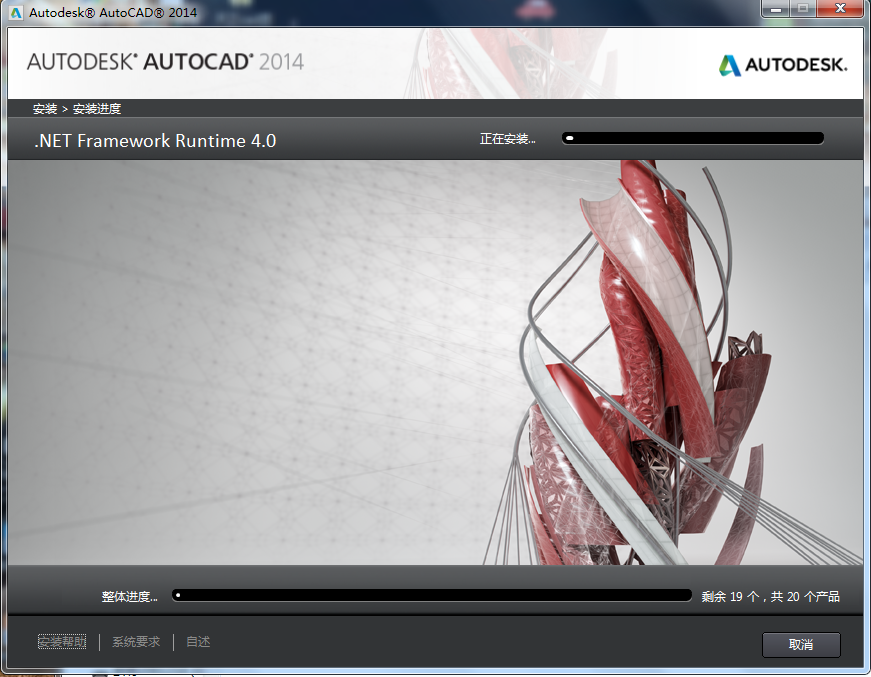 Autodesk® AutoCAD® 2014
AUTODESK® AUTOCAD® 2014
AUTODESK.
安装 > 安装进度
.NET Framework Runtime 4.0
正在安装...
整体进度...
剩余 19 个，共 20 个产品
安装帮助 | 系统要求 | 自述
取消